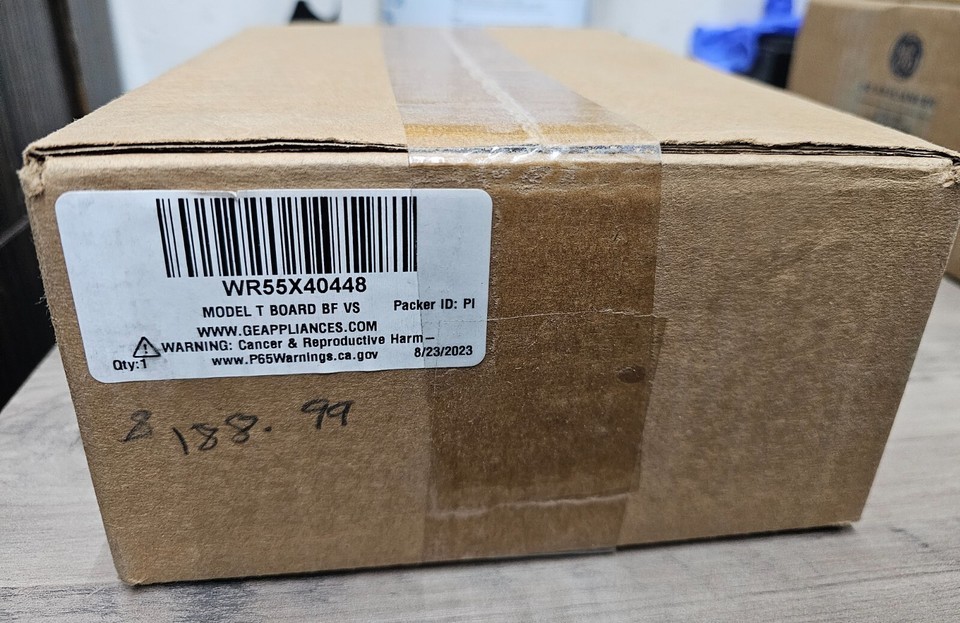 WR55X40448
MODEL T BOARD BF VS Packer ID: PI
WWW.GEAPPLIANCES.COM
WARNING: Cancer & Reproductive Harm—
Qty:1 www.P65Warnings.ca.gov 8/23/2023
$ 188.99
GE